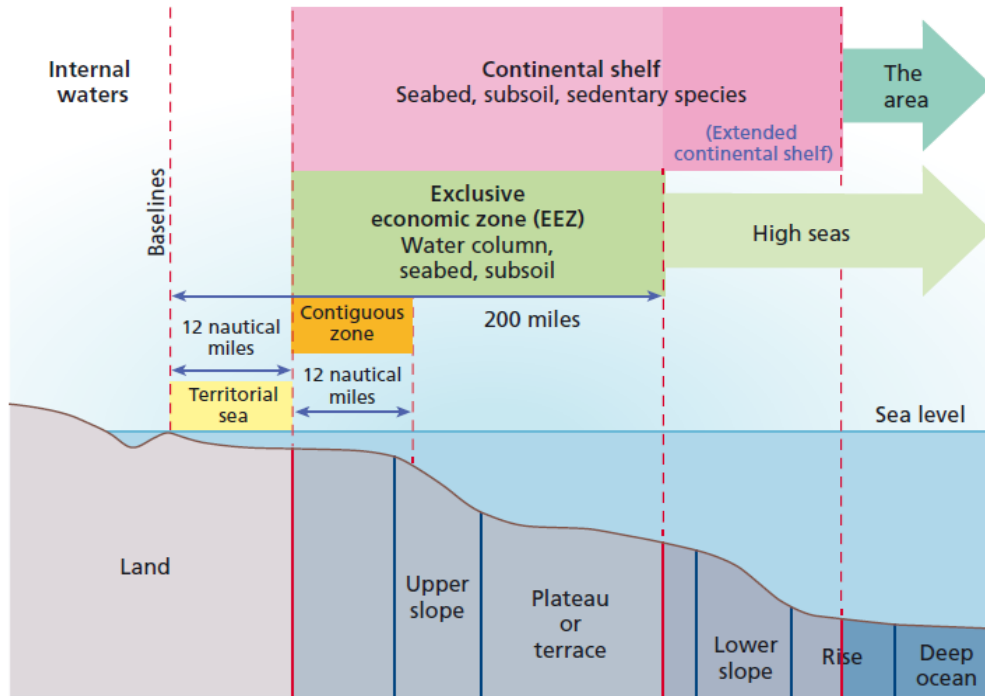 Internal
waters
Continental shelf
Seabed, subsoil, sedentary species
(Extended
continental shelf)
The
area
Baselines
Exclusive
economic zone (EEZ)
Water column,
seabed, subsoil
High seas
12 nautical
miles
Contiguous
zone
200 miles
Territorial
sea
12 nautical
miles
Sea level
Land
Upper
slope
Plateau
or
terrace
Lower
slope
Rise
Deep
ocean